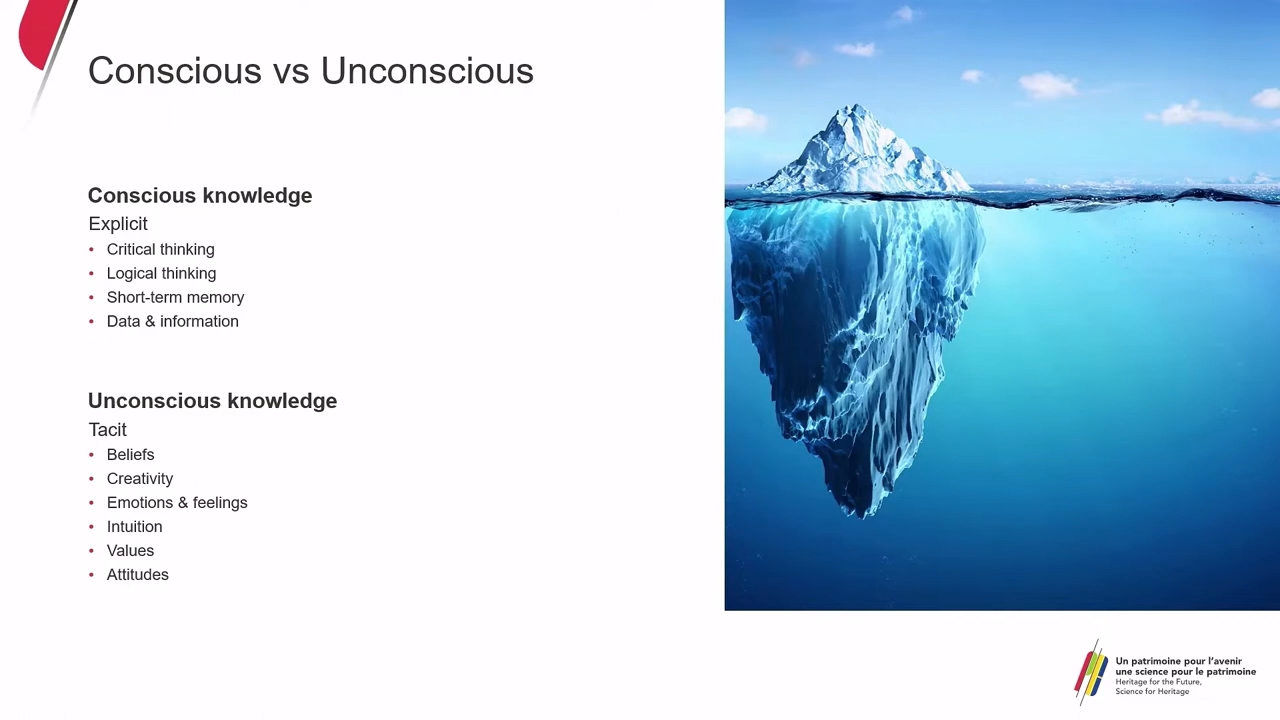 Conscious vs Unconscious
Conscious knowledge
Explicit
• Critical thinking
• Logical thinking
• Short-term memory
• Data & information
Unconscious knowledge
Tacit
• Beliefs
• Creativity
• Emotions & feelings
• Intuition
• Values
• Attitudes
Un patrimoine pour l'avenir
une science pour le patrimoine
Heritage for the Future,
Science for Heritage